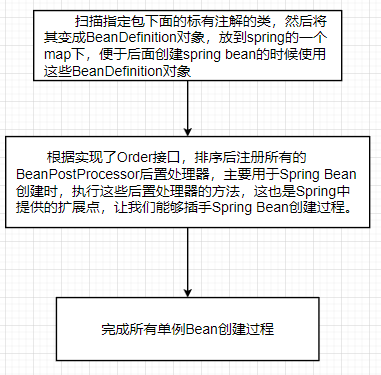 扫描指定包下面的标有注解的类，然后将
其变成BeanDefinition对象，放到spring的一个
map下，便于后面创建spring bean的时候使用
这些BeanDefinition对象
根据实现了Order接口，排序后注册所有的
BeanPostProcessor后置处理器，主要用于Spring Bean
创建时，执行这些后置处理器的方法，这也是Spring中
提供的扩展点，让我们能够插手Spring Bean创建过程。
完成所有单例Bean创建过程